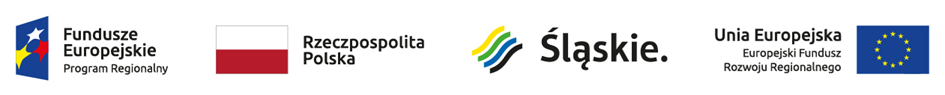 Fundusze
Europejskie
Program Regionalny
Rzeczpospolita
Polska
Śląskie.
Unia Europejska
Europejski Fundusz
Rozwoju Regionalnego